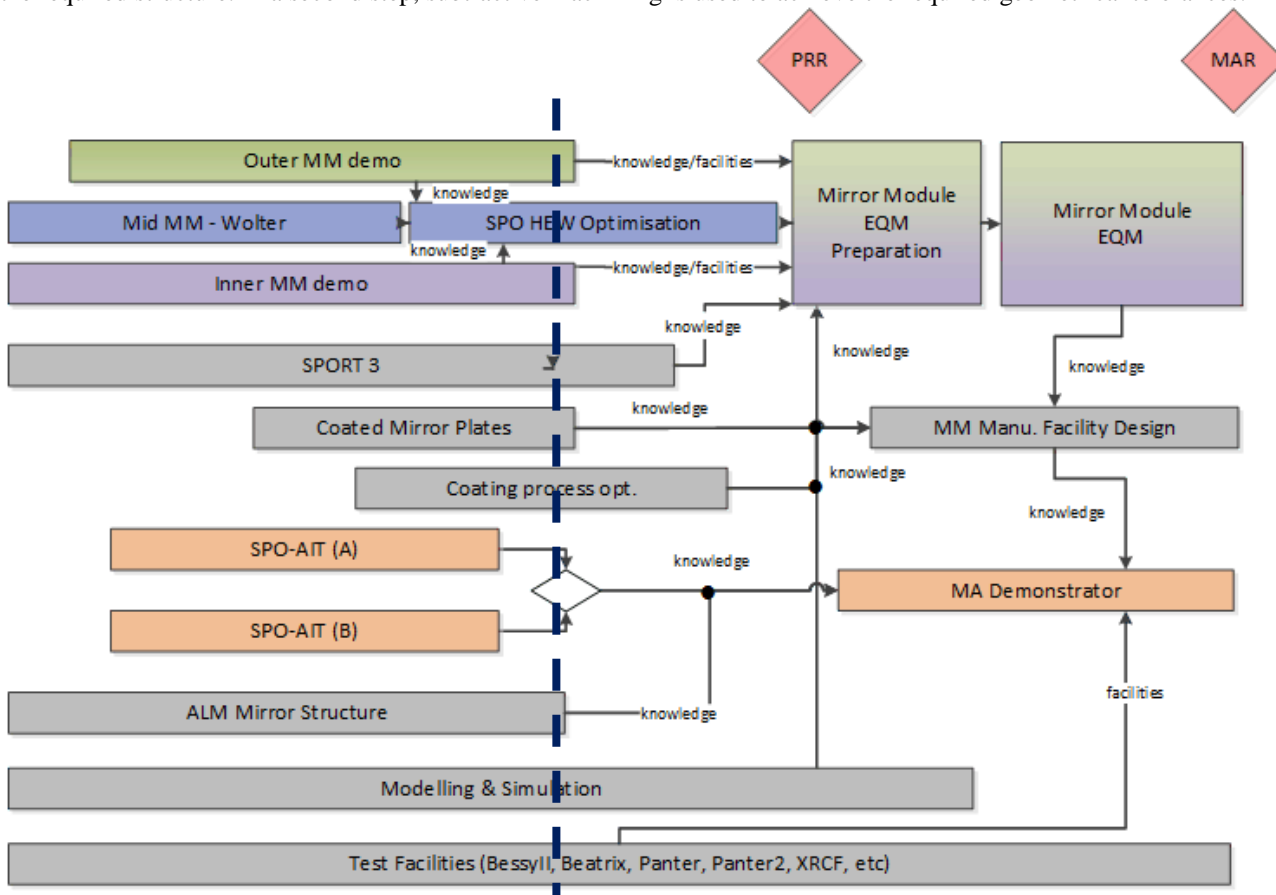 PRR
MAR
Outer MM demo
knowledge/facilities
knowledge
Mirror Module
EQM
Preparation
Mirror Module
EQM
Mid MM - Wolter
SPO HEW Optimisation
knowledge
Inner MM demo
knowledge/facilities
knowledge
SPORT 3
knowledge
knowledge
Coated Mirror Plates
knowledge
MM Manu. Facility Design
Coating process opt.
knowledge
knowledge
SPO-AIT (A)
knowledge
MA Demonstrator
SPO-AIT (B)
ALM Mirror Structure
knowledge
facilities
Modelling & Simulation
Test Facilities (BessyII, Beatrix, Panter, Panter2, XRCF, etc)